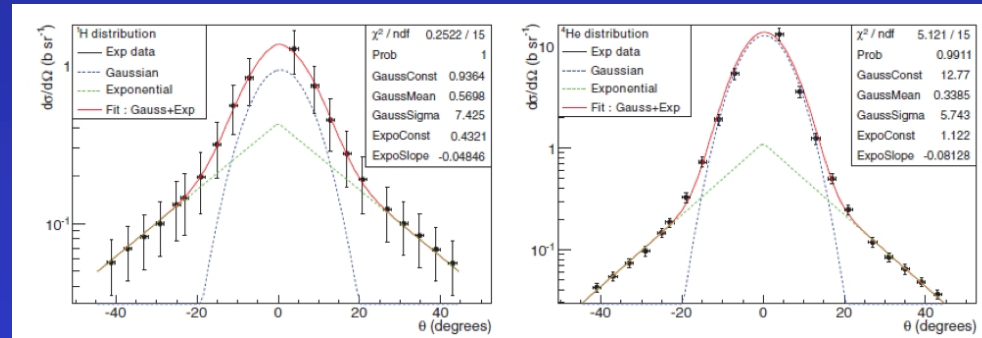 ¹H distribution
Exp data
Gaussian
Exponential
Fit : Gauss+Exp
χ² / ndf 0.2522 / 15
Prob 1
GaussConst 0.9364
GaussMean 0.5698
GaussSigma 7.425
ExpoConst 0.4321
ExpoSlope -0.04846
dσ/dΩ (b sr⁻¹)
1
10⁻¹
-40 -20 0 20 40
θ (degrees)
⁴He distribution
Exp data
Gaussian
Exponential
Fit : Gauss+Exp
χ² / ndf 5.121 / 15
Prob 0.9911
GaussConst 12.77
GaussMean 0.3385
GaussSigma 5.743
ExpoConst 1.122
ExpoSlope -0.08128
dσ/dΩ (b sr⁻¹)
10
1
10⁻¹
-40 -20 0 20 40
θ (degrees)